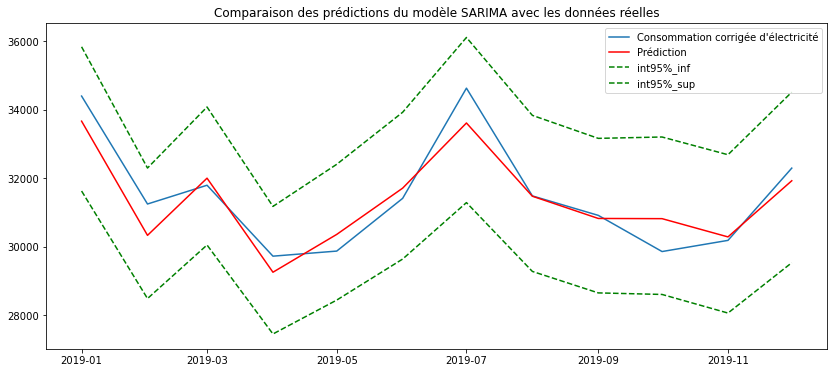 Comparaison des prédictions du modèle SARIMA avec les données réelles
Consommation corrigée d'électricité
Prédiction
int95%_inf
int95%_sup
36000
34000
32000
30000
28000
2019-01 2019-03 2019-05 2019-07 2019-09 2019-11